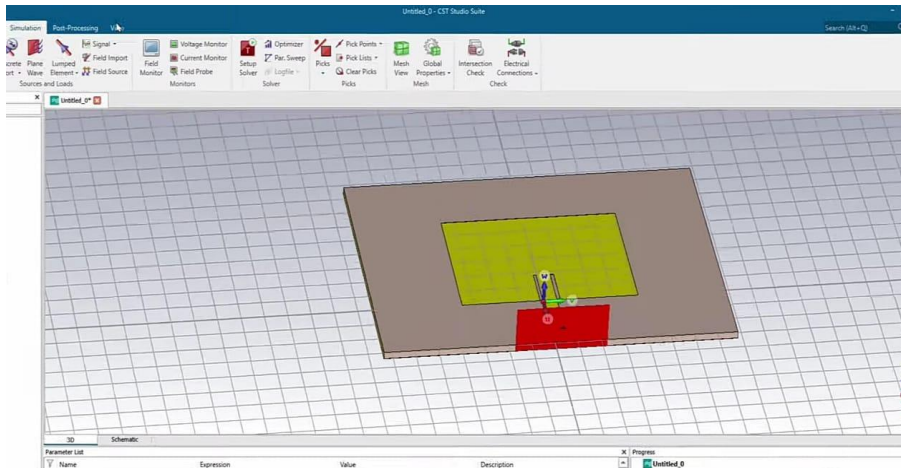 Untitled_0 - CST Studio Suite
Simulation Post-Processing
Search (Alt+Q)
Signal
Field Import
Field Source
Plane Wave
Lumped Element
Sources and Loads
Field Monitor
Voltage Monitor
Current Monitor
Field Probe
Monitors
Setup Solver
Optimizer
Par. Sweep
Logfile
Solver
Picks
Pick Points
Pick Lists
Clear Picks
Picks
Mesh View
Global Properties
Mesh
Intersection Check
Electrical Connections
Check
Untitled_0*
3D Schematic
Parameter List
Name Expression Value Description
Progress
Untitled_0